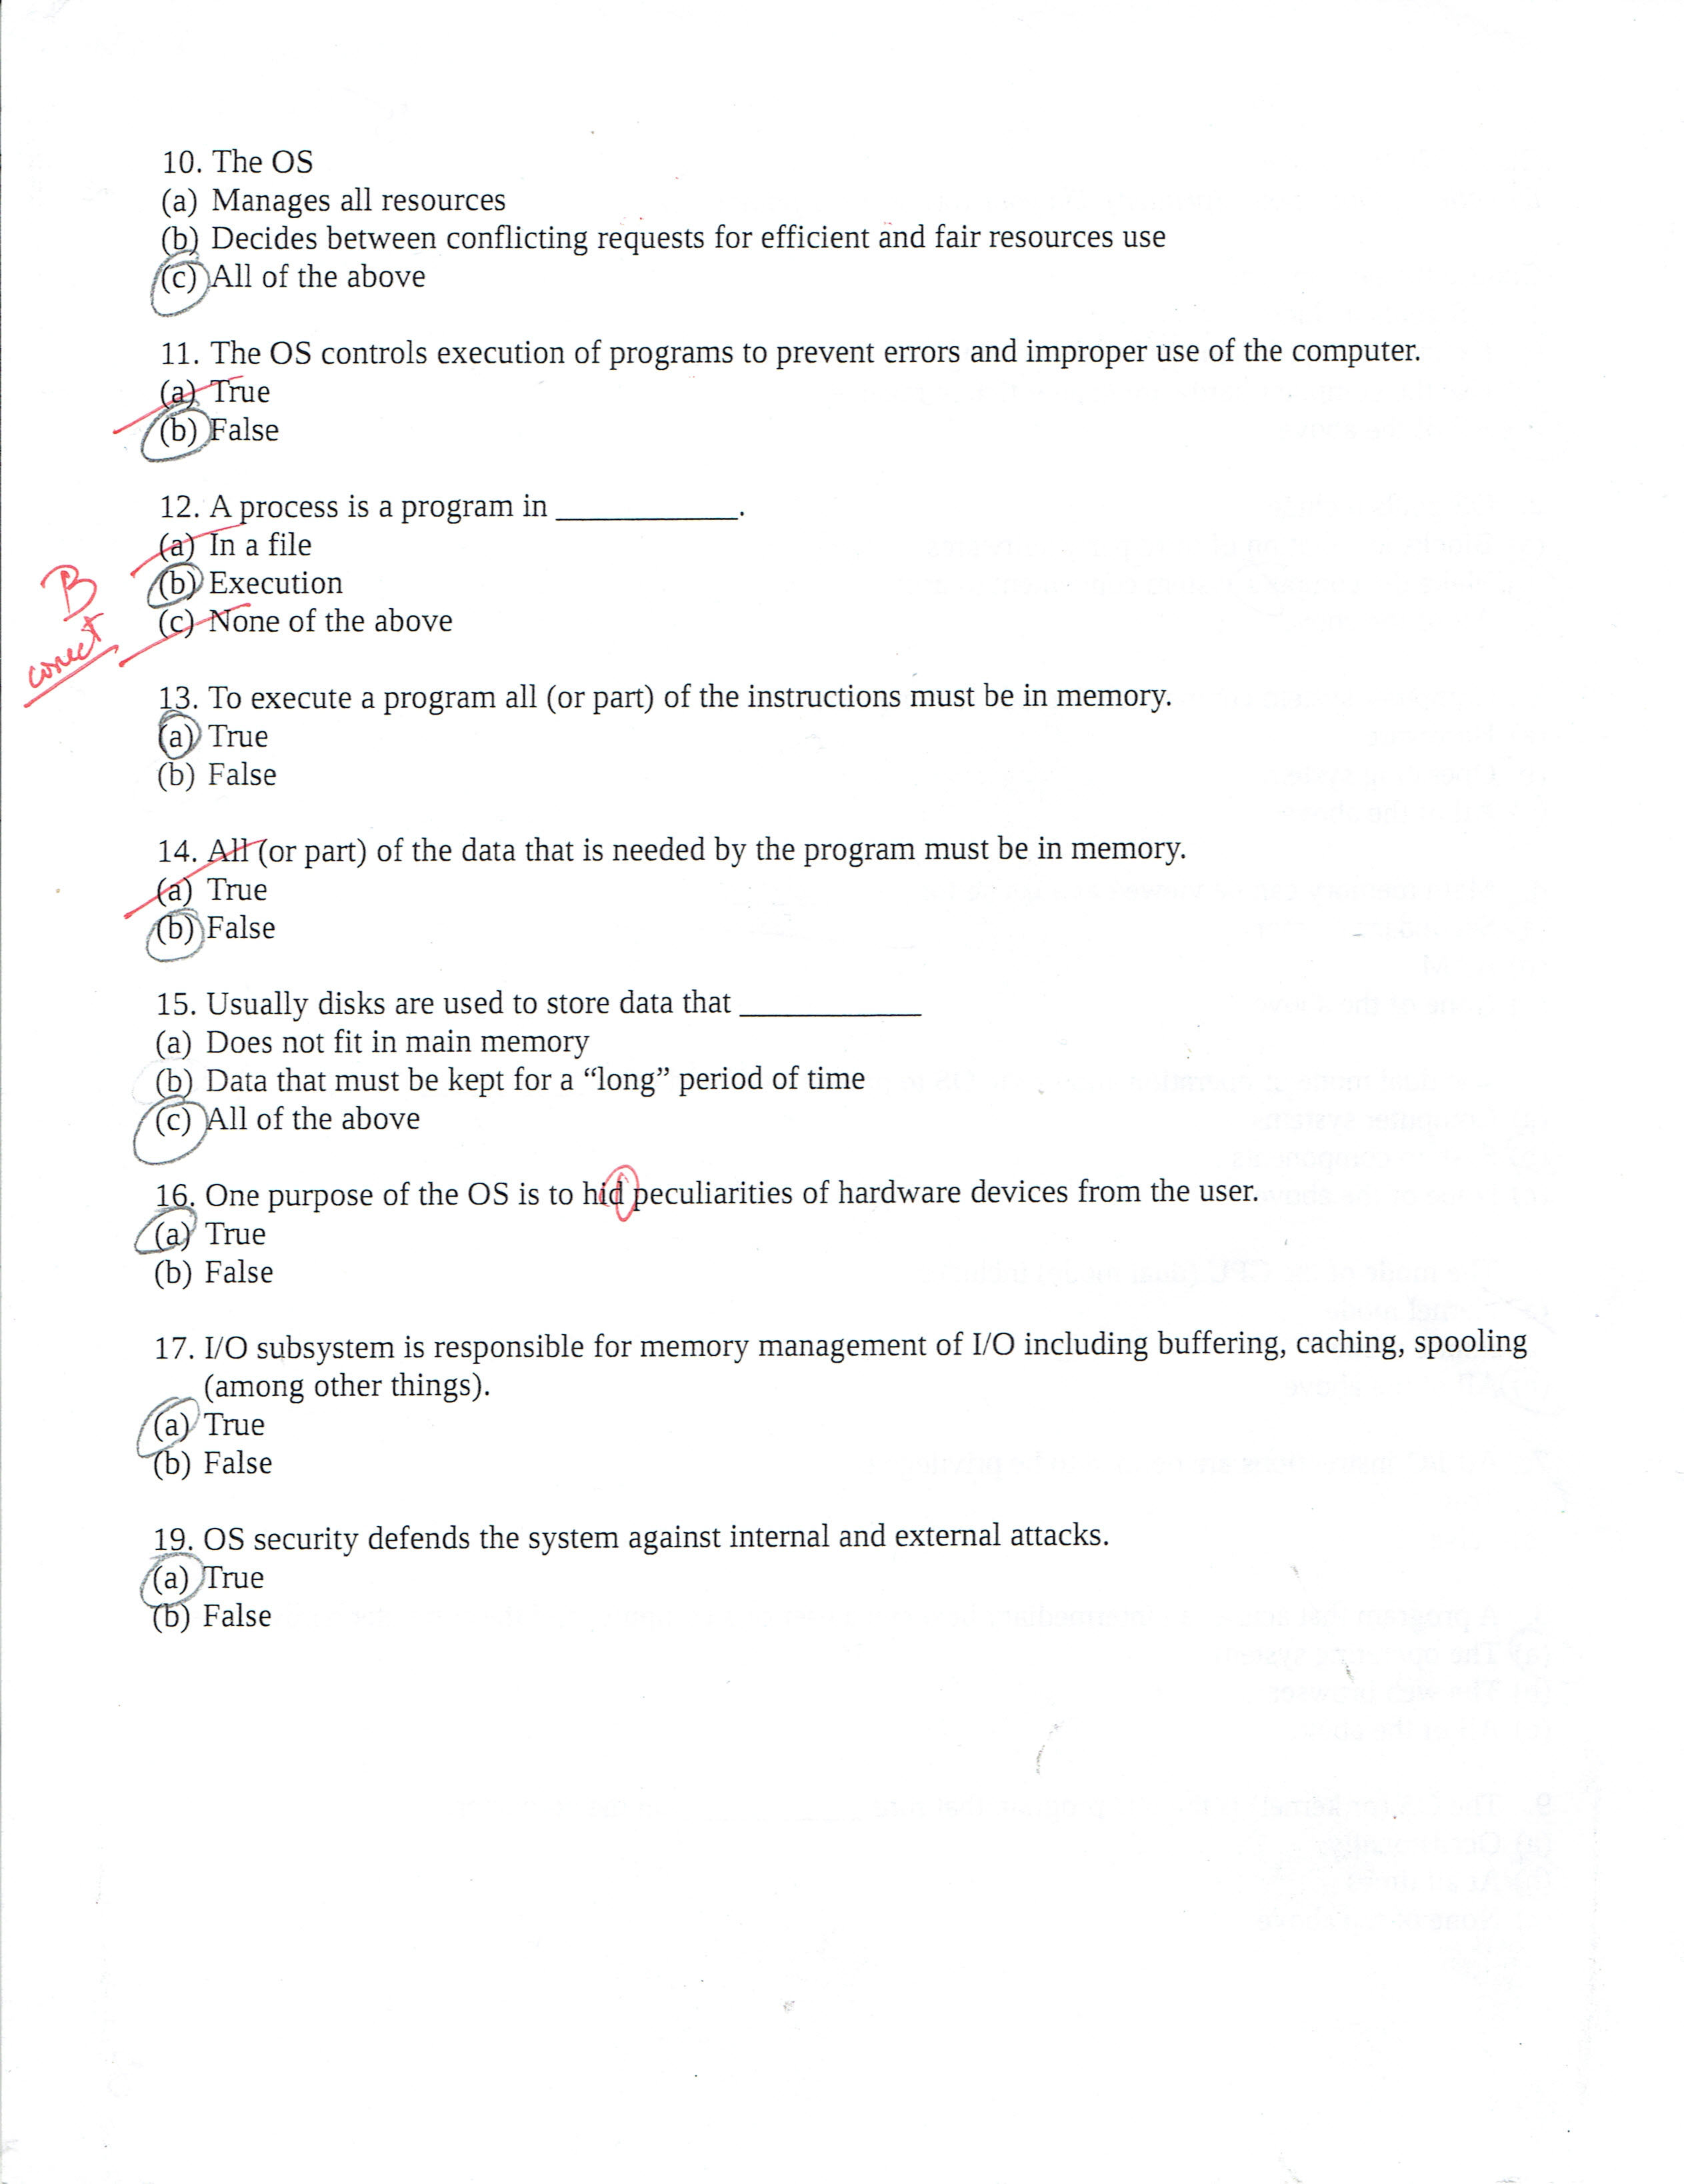 10. The OS
(a) Manages all resources
(b) Decides between conflicting requests for efficient and fair resources use
(c) All of the above
11. The OS controls execution of programs to prevent errors and improper use of the computer.
(a) True
(b) False
12. A process is a program in ___________.
(a) In a file
(b) Execution
(c) None of the above
B
correct
13. To execute a program all (or part) of the instructions must be in memory.
(a) True
(b) False
14. All (or part) of the data that is needed by the program must be in memory.
(a) True
(b) False
15. Usually disks are used to store data that ___________
(a) Does not fit in main memory
(b) Data that must be kept for a “long” period of time
(c) All of the above
16. One purpose of the OS is to hid peculiarities of hardware devices from the user.
(a) True
(b) False
17. I/O subsystem is responsible for memory management of I/O including buffering, caching, spooling
(among other things).
(a) True
(b) False
19. OS security defends the system against internal and external attacks.
(a) True
(b) False